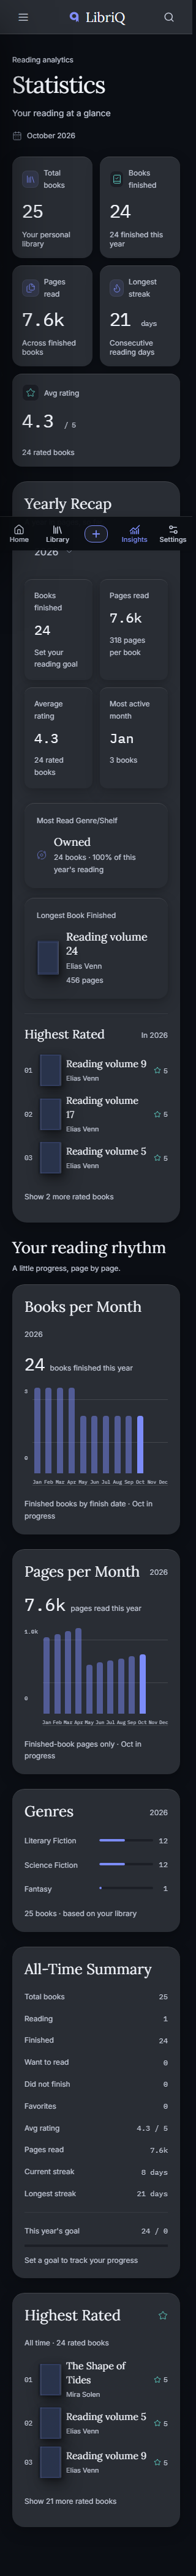 LibriQ
Reading analytics
Statistics
Your reading at a glance
October 2026
Total
books
25
Your personal
library
Books
finished
24
24 finished this
year
Pages
read
7.6k
Across finished
books
Longest
streak
21 days
Consecutive
reading days
Avg rating
4.3 / 5
24 rated books
Yearly Recap
Home
Library
Insights
Settings
2026
Books
finished
24
Set your
reading goal
Pages read
7.6k
318 pages
per book
Average
rating
4.3
24 rated
books
Most active
month
Jan
3 books
Most Read Genre/Shelf
Owned
24 books · 100% of this
year's reading
Longest Book Finished
Reading volume
24
Elias Venn
456 pages
Highest Rated
In 2026
01
Reading volume 9
Elias Venn
5
02
Reading volume
17
Elias Venn
5
03
Reading volume 5
Elias Venn
5
Show 2 more rated books
Your reading rhythm
A little progress, page by page.
Books per Month
2026
24 books finished this year
3
0
Jan Feb Mar Apr May Jun Jul Aug Sep Oct Nov Dec
Finished books by finish date · Oct in
progress
Pages per Month
2026
7.6k pages read this year
1.0k
0
Jan Feb Mar Apr May Jun Jul Aug Sep Oct Nov Dec
Finished-book pages only · Oct in
progress
Genres
2026
Literary Fiction 12
Science Fiction 12
Fantasy 1
25 books · based on your library
All-Time Summary
Total books 25
Reading 1
Finished 24
Want to read 0
Did not finish 0
Favorites 0
Avg rating 4.3 / 5
Pages read 7.6k
Current streak 8 days
Longest streak 21 days
This year's goal 24 / 0
Set a goal to track your progress
Highest Rated
All time · 24 rated books
01
The Shape of
Tides
Mira Solen
5
02
Reading volume 5
Elias Venn
5
03
Reading volume 9
Elias Venn
5
Show 21 more rated books